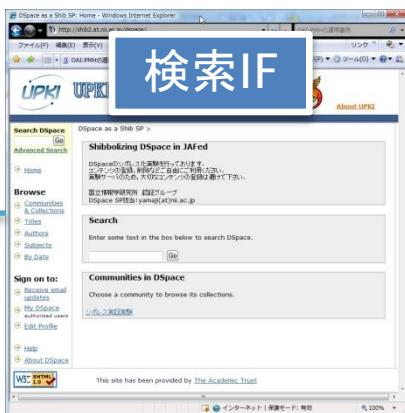 DSpace as a Shib SP: Home - Windows Internet Explorer
http://shib2.at.nii.ac.jp/dspace/
ファイル(F) 編集(E) 表示(V)
リンク
ツール(O)
検索IF
UPKI
UPKI
About UPKI
Search DSpace
Go
Advanced Search
Home
Browse
Communities
& Collections
Titles
Authors
Subjects
By Date
Sign on to:
Receive email
updates
My DSpace
authorized users
Edit Profile
Help
About DSpace
W3C XHTML 1.0
DSpace as a Shib SP >
Shibbolizing DSpace in JAFed
DSpaceのシボレス化実験を行っております。
コンテンツの登録、削除などご自由にご利用ください。
実験サーバのため、大切なコンテンツの登録は避けて下さい。
国立情報学研究所 認証グループ
DSpace SP担当: yamaji(at)nii.ac.jp
Search
Enter some text in the box below to search DSpace.
Go
Communities in DSpace
Choose a community to browse its collections.
シボレス実証実験
This site has been provided by The Academic Trust
インターネット | 保護モード: 有効
100%